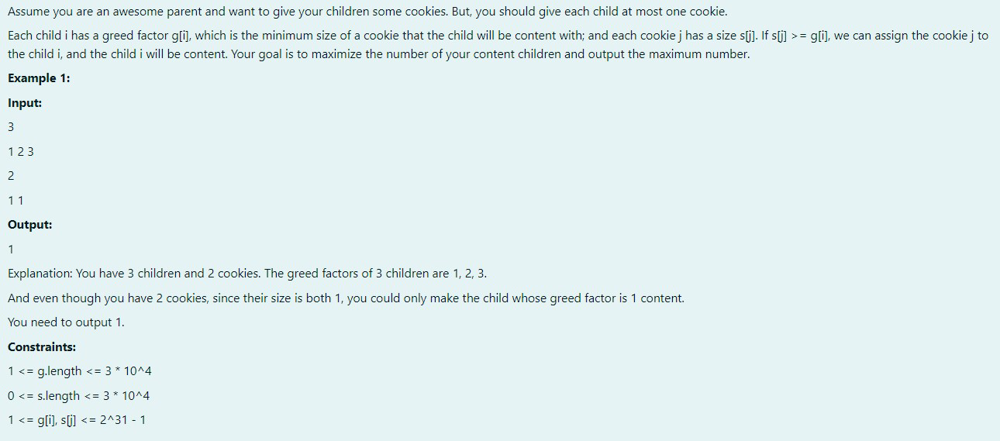 Assume you are an awesome parent and want to give your children some cookies. But, you should give each child at most one cookie.
Each child i has a greed factor g[i], which is the minimum size of a cookie that the child will be content with; and each cookie j has a size s[j]. If s[j] >= g[i], we can assign the cookie j to
the child i, and the child i will be content. Your goal is to maximize the number of your content children and output the maximum number.
Example 1:
Input:
3
1 2 3
2
1 1
Output:
1
Explanation: You have 3 children and 2 cookies. The greed factors of 3 children are 1, 2, 3.
And even though you have 2 cookies, since their size is both 1, you could only make the child whose greed factor is 1 content.
You need to output 1.
Constraints:
1 <= g.length <= 3 * 10^4
0 <= s.length <= 3 * 10^4
1 <= g[i], s[j] <= 2^31 - 1